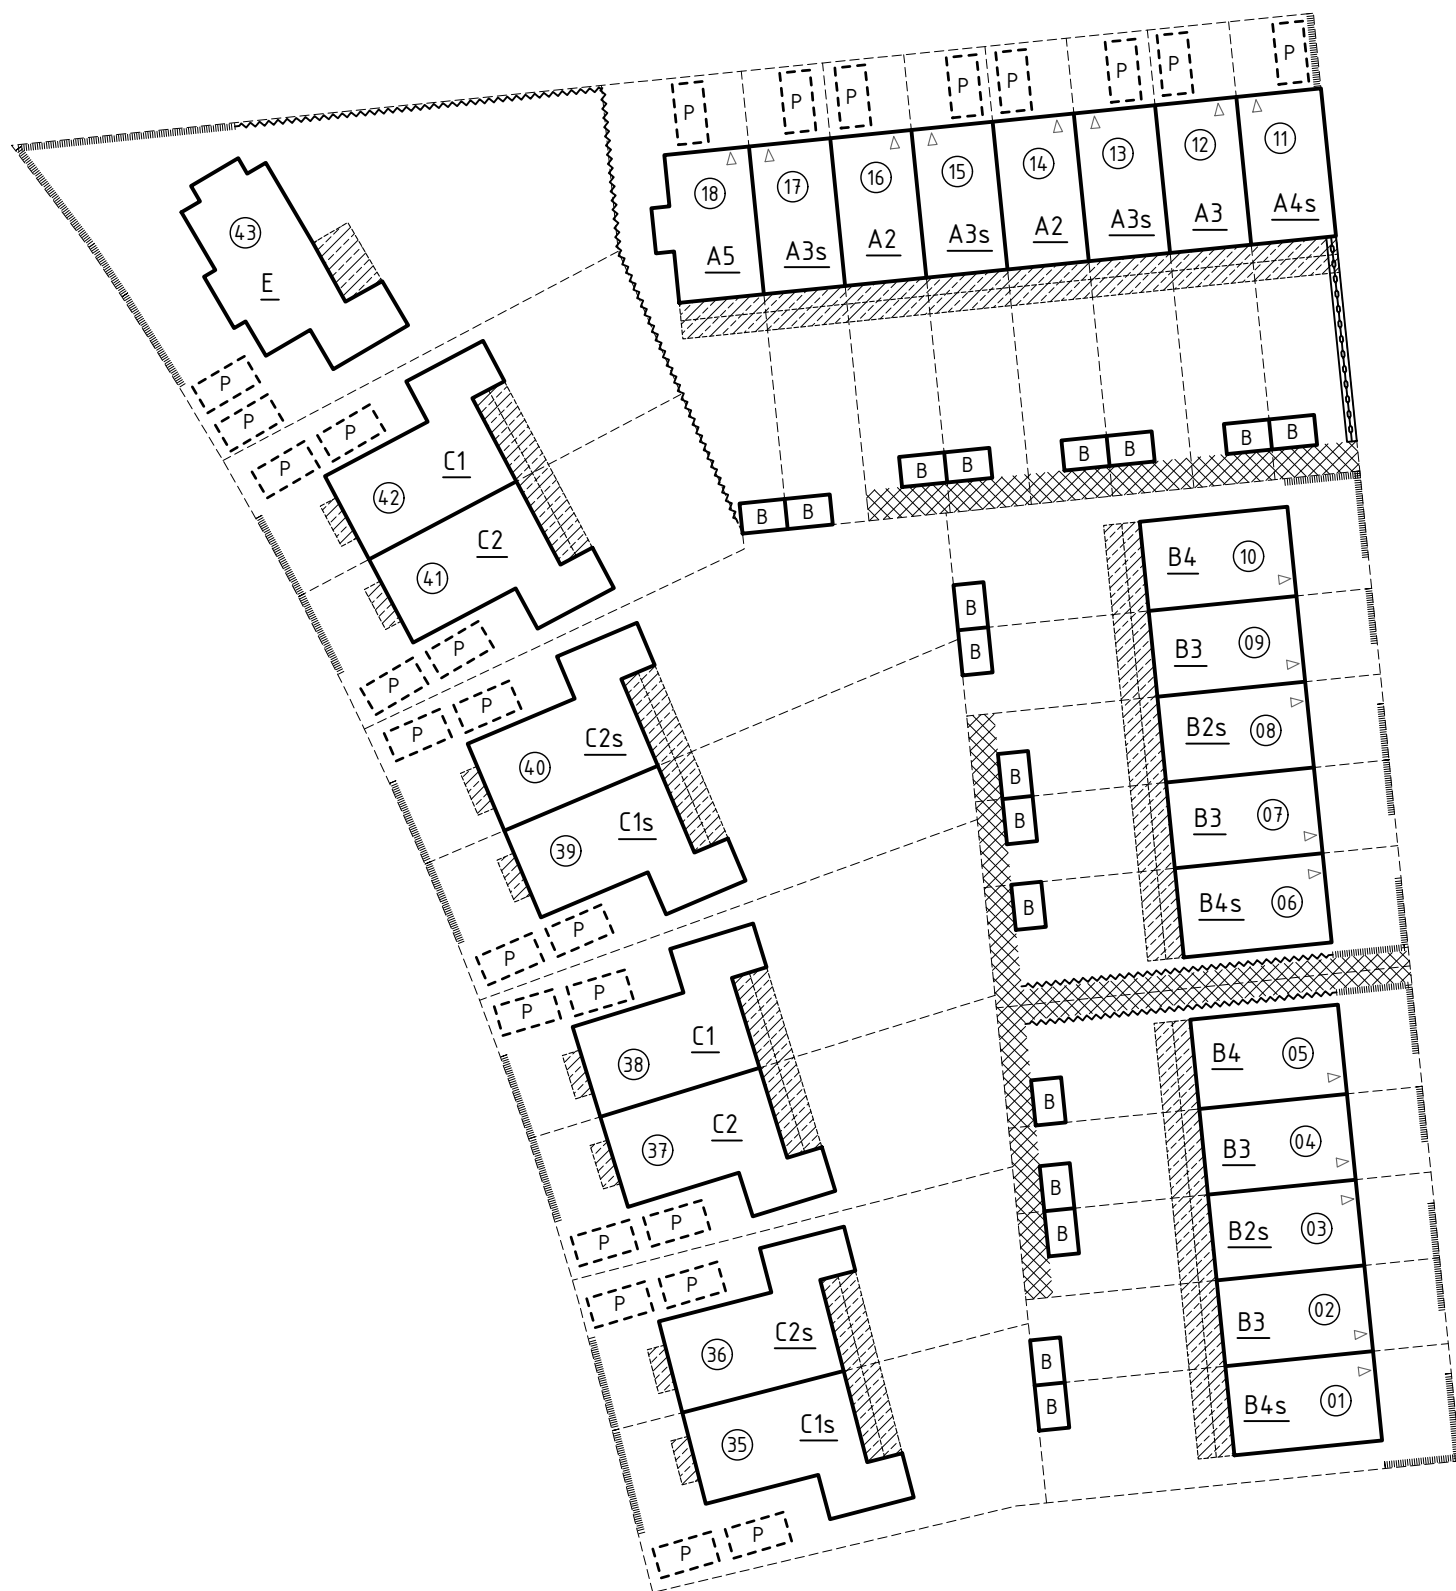 P P P P P P P P
18 17 16 15 14 13 12 11
A5 A3s A2 A3s A2 A3s A3 A4s
43
E
P
P
P P
42 C1
41 C2
P P
B B B B B B B B
B4 10
B
B
B3 09
B2s 08
B
B
B3 07
B
B4s 06
P P
40 C2s
39 C1s
P P
P P
38 C1
37 C2
P P
B4 05
B
B3 04
B
B
B2s 03
B3 02
B
B
B4s 01
P P
36 C2s
35 C1s
P P